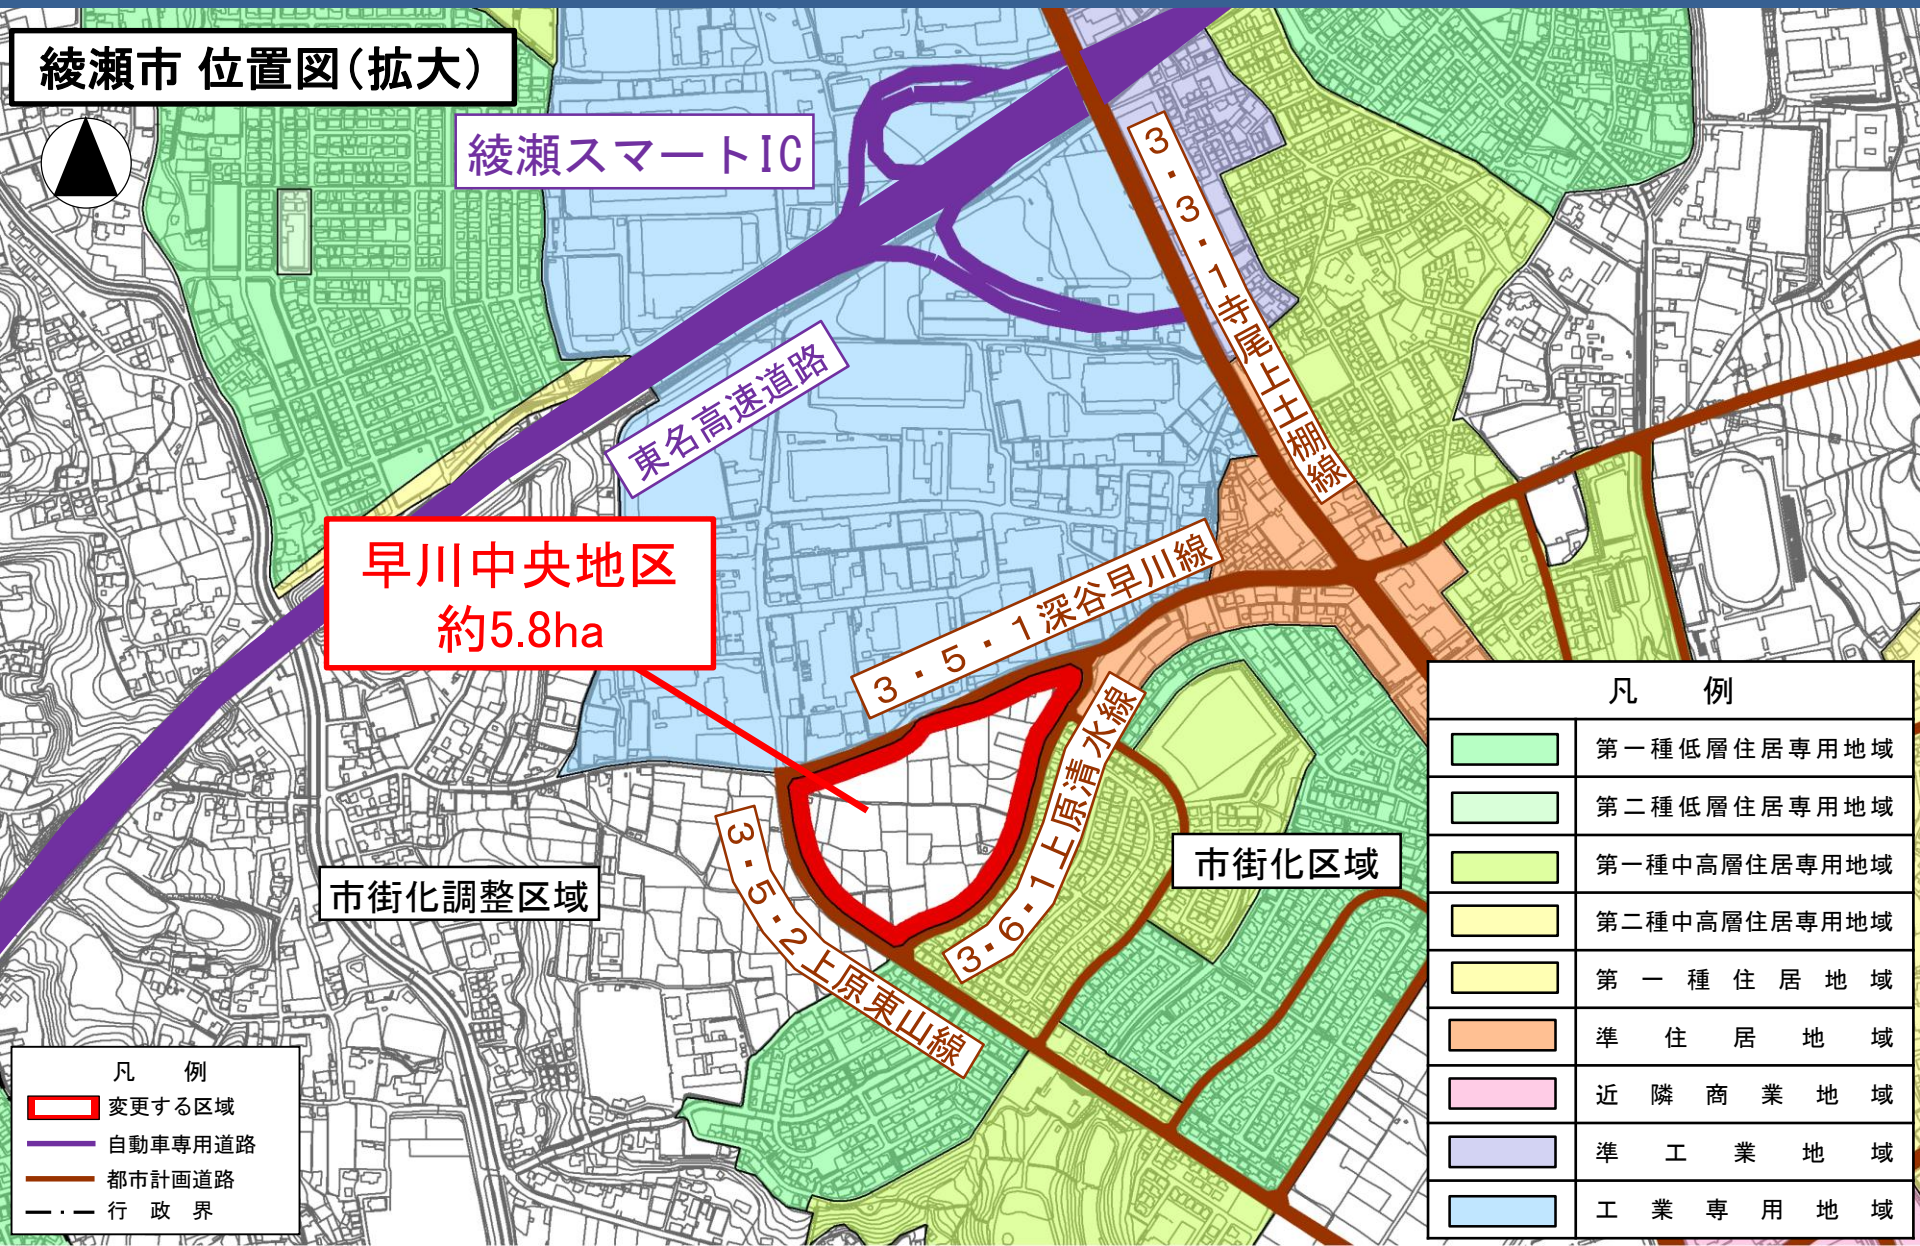 綾瀬市 位置図(拡大)
綾瀬スマートIC
3・3・1寺尾上土棚線
東名高速道路
早川中央地区
約5.8ha
3・5・1深谷早川線
3・6・1上原清水線
3・5・2上原東山線
市街化区域
市街化調整区域
凡 例
変更する区域
自動車専用道路
都市計画道路
行 政 界
凡 例
第一種低層住居専用地域
第二種低層住居専用地域
第一種中高層住居専用地域
第二種中高層住居専用地域
第 一 種 住 居 地 域
準 住 居 地 域
近 隣 商 業 地 域
準 工 業 地 域
工 業 専 用 地 域